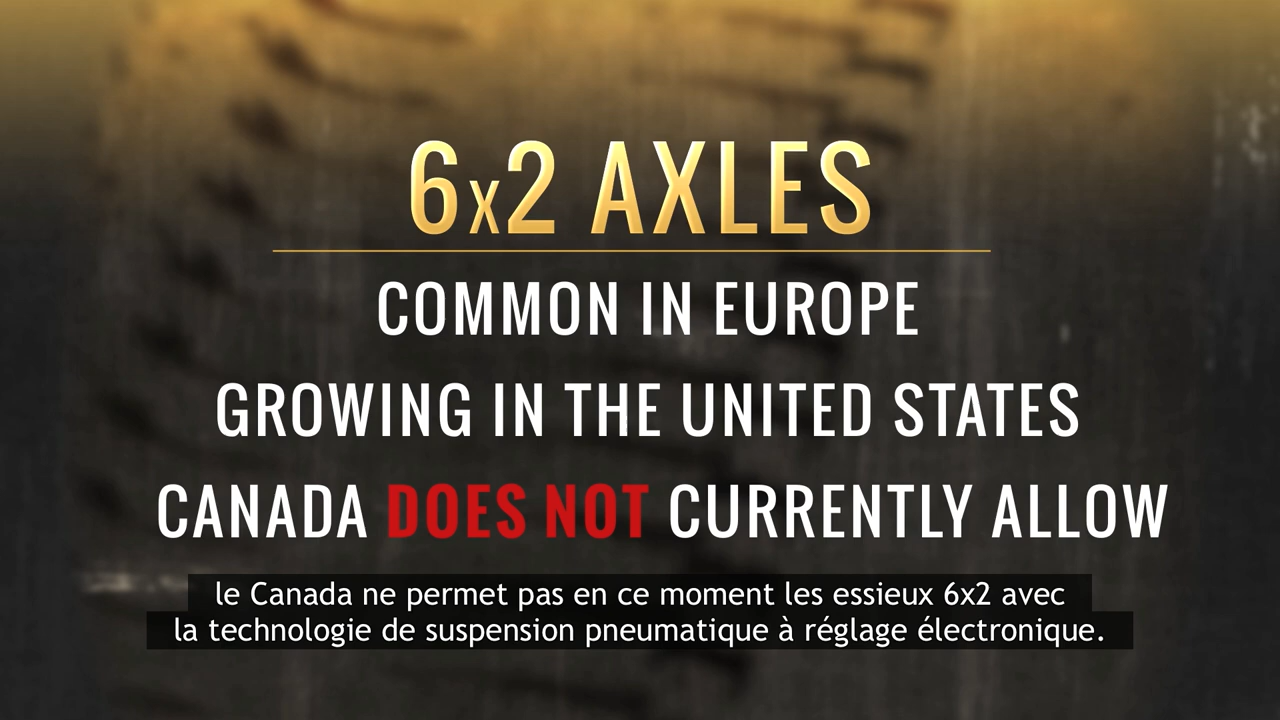 6x2 AXLES
COMMON IN EUROPE
GROWING IN THE UNITED STATES
CANADA DOES NOT CURRENTLY ALLOW
le Canada ne permet pas en ce moment les essieux 6x2 avec
la technologie de suspension pneumatique à réglage électronique.